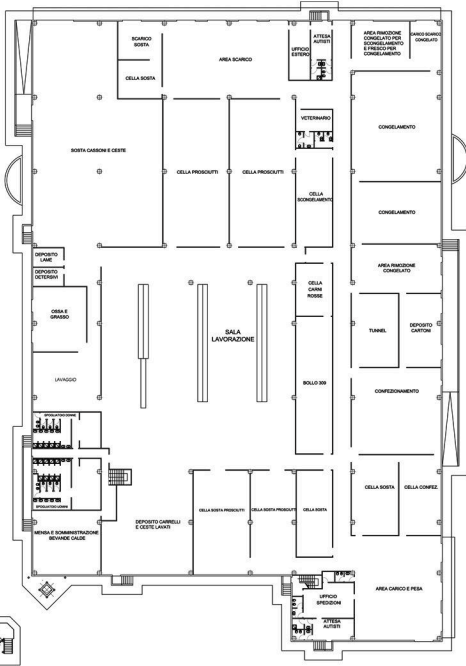 SCARICO
SOSTA
AREA SCARICO
UFFICIO
ESTERO
ATTESA
AUTISTI
AREA RIMOZIONE
CONGELATO PER
SCONGELAMENTO
E FRESCO PER
CONGELAMENTO
CARICO SCARICO
CONGELATO
CELLA SOSTA
VETERINARIO
CONGELAMENTO
SOSTA CASSONI E CESTE
CELLA PROSCIUTTI
CELLA PROSCIUTTI
CELLA
SCONGELAMENTO
CONGELAMENTO
DEPOSITO
LAME
DEPOSITO
DETERSIVI
AREA RIMOZIONE
CONGELATO
CELLA
CARNI
ROSSE
OSSA E
GRASSO
SALA
LAVORAZIONE
TUNNEL
DEPOSITO
CARTONI
LAVAGGIO
BOLLO 309
CONFEZIONAMENTO
SPOGLIATOIO DONNE
SPOGLIATOIO UOMINI
CELLA SOSTA
CELLA CONFEZ.
CELLA SOSTA PROSCIUTTI
CELLA SOSTA PROSCIUTTI
CELLA SOSTA
DEPOSITO CARRELLI
E CESTE LAVATI
MENSA E SOMMINISTRAZIONE
BEVANDE CALDE
UFFICIO
SPEDIZIONI
AREA CARICO E PESA
ATTESA
AUTISTI